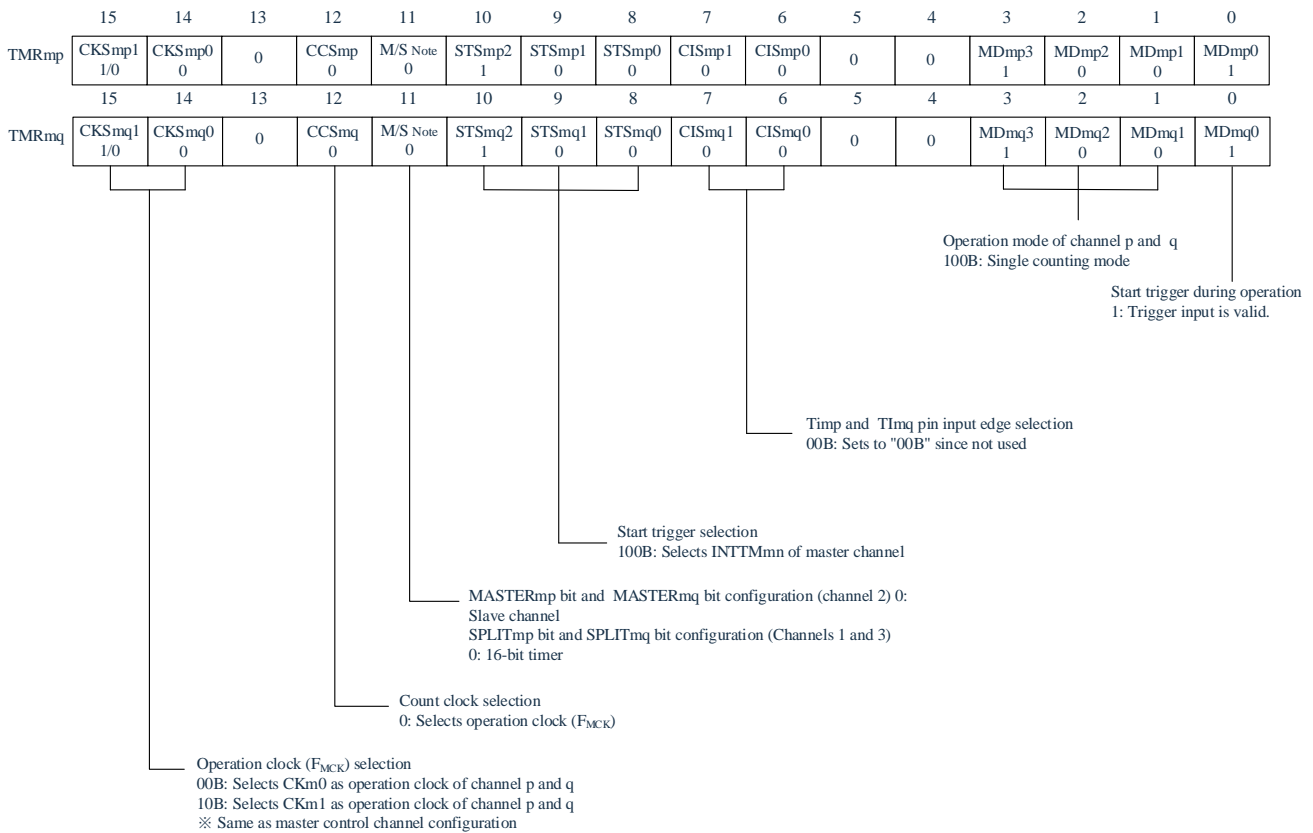 15 14 13 12 11 10 9 8 7 6 5 4 3 2 1 0
TMRmp CKSmp1 CKSmp0 0 CCSmp M/S Note STSmp2 STSmp1 STSmp0 CISmp1 CISmp0 0 0 MDmp3 MDmp2 MDmp1 MDmp0
1/0 0 0 0 1 0 0 0 0 1 0 0 1
15 14 13 12 11 10 9 8 7 6 5 4 3 2 1 0
TMRmq CKSmq1 CKSmq0 0 CCSmq M/S Note STSmq2 STSmq1 STSmq0 CISmq1 CISmq0 0 0 MDmq3 MDmq2 MDmq1 MDmq0
1/0 0 0 0 1 0 0 0 0 1 0 0 1
Operation mode of channel p and q
100B: Single counting mode
Start trigger during operation
1: Trigger input is valid.
Timp and TImq pin input edge selection
00B: Sets to "00B" since not used
Start trigger selection
100B: Selects INTTMmn of master channel
MASTERmp bit and MASTERmq bit configuration (channel 2) 0:
Slave channel
SPLITmp bit and SPLITmq bit configuration (Channels 1 and 3)
0: 16-bit timer
Count clock selection
0: Selects operation clock (FMCK)
Operation clock (FMCK) selection
00B: Selects CKm0 as operation clock of channel p and q
10B: Selects CKm1 as operation clock of channel p and q
※ Same as master control channel configuration